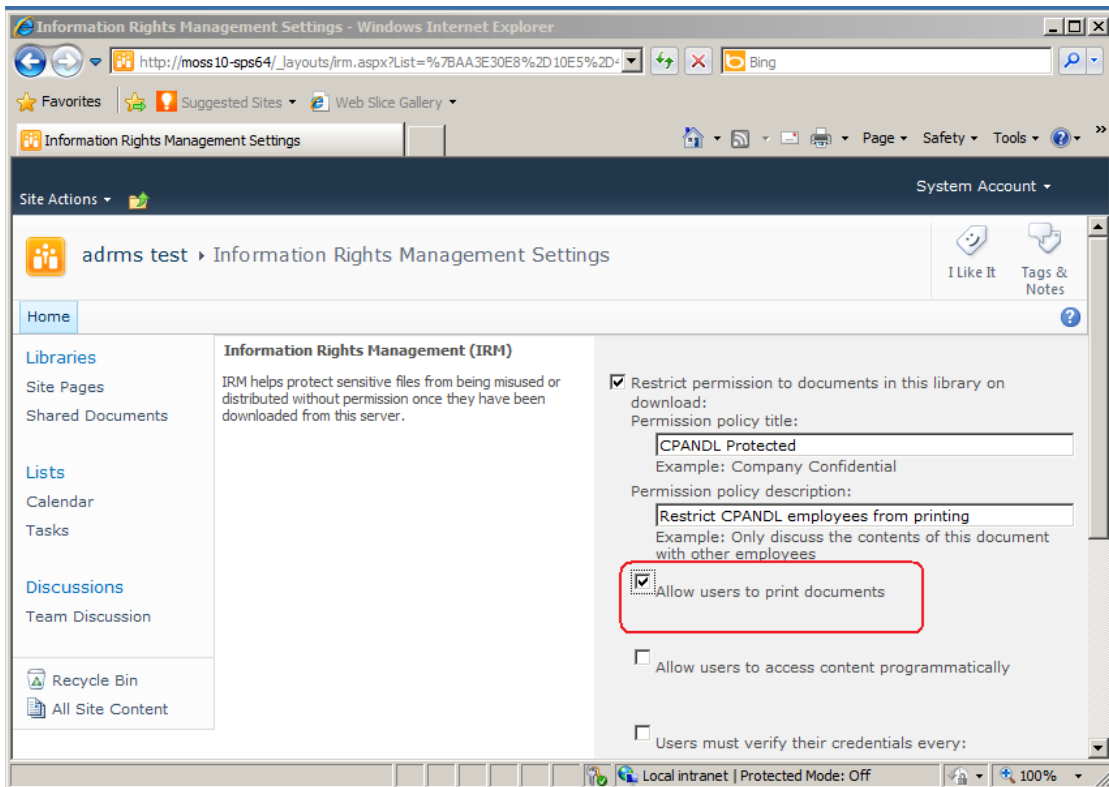 Information Rights Management Settings - Windows Internet Explorer
http://moss10-sps64/_layouts/irm.aspx?List=%7BAA3E30E8%2D10E5%2D4
Bing
Favorites
Suggested Sites
Web Slice Gallery
Information Rights Management Settings
Page
Safety
Tools
»
Site Actions
System Account
adrms test
Information Rights Management Settings
I Like It
Tags &
Notes
Home
Libraries
Site Pages
Shared Documents
Lists
Calendar
Tasks
Discussions
Team Discussion
Recycle Bin
All Site Content
Information Rights Management (IRM)
IRM helps protect sensitive files from being misused or
distributed without permission once they have been
downloaded from this server.
Restrict permission to documents in this library on
download:
Permission policy title:
CPANDL Protected
Example: Company Confidential
Permission policy description:
Restrict CPANDL employees from printing
Example: Only discuss the contents of this document
with other employees
Allow users to print documents
Allow users to access content programmatically
Users must verify their credentials every:
Local intranet | Protected Mode: Off
100%